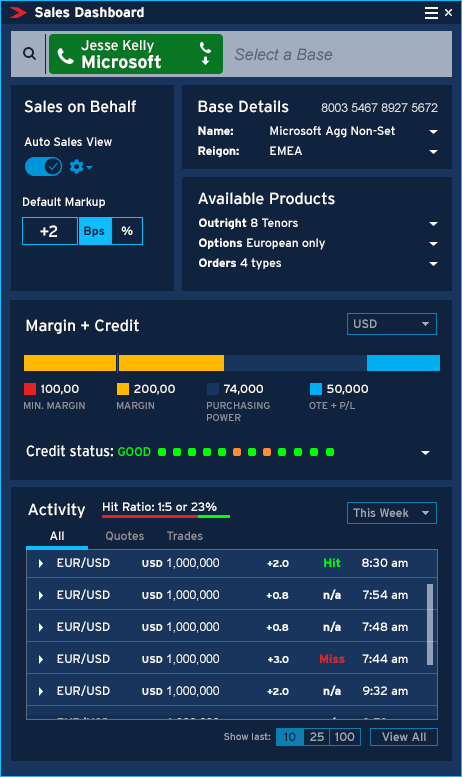 Sales Dashboard
Jesse Kelly
Microsoft
Select a Base
Sales on Behalf
Auto Sales View
Default Markup
+2 Bps %
Base Details 8003 5467 8927 5672
Name: Microsoft Agg Non-Set
Reigon: EMEA
Available Products
Outright 8 Tenors
Options European only
Orders 4 types
Margin + Credit USD
100,00 200,00 74,000 50,000
MIN. MARGIN MARGIN PURCHASING POWER OTE + P/L
Credit status: GOOD
Activity Hit Ratio: 1:5 or 23% This Week
All Quotes Trades
EUR/USD USD 1,000,000 +2.0 Hit 8:30 am
EUR/USD USD 1,000,000 +0.8 n/a 7:54 am
EUR/USD USD 1,000,000 +0.8 n/a 7:48 am
EUR/USD USD 1,000,000 +3.0 Miss 7:44 am
EUR/USD USD 1,000,000 +2.0 n/a 9:32 am
Show last: 10 25 100 View All